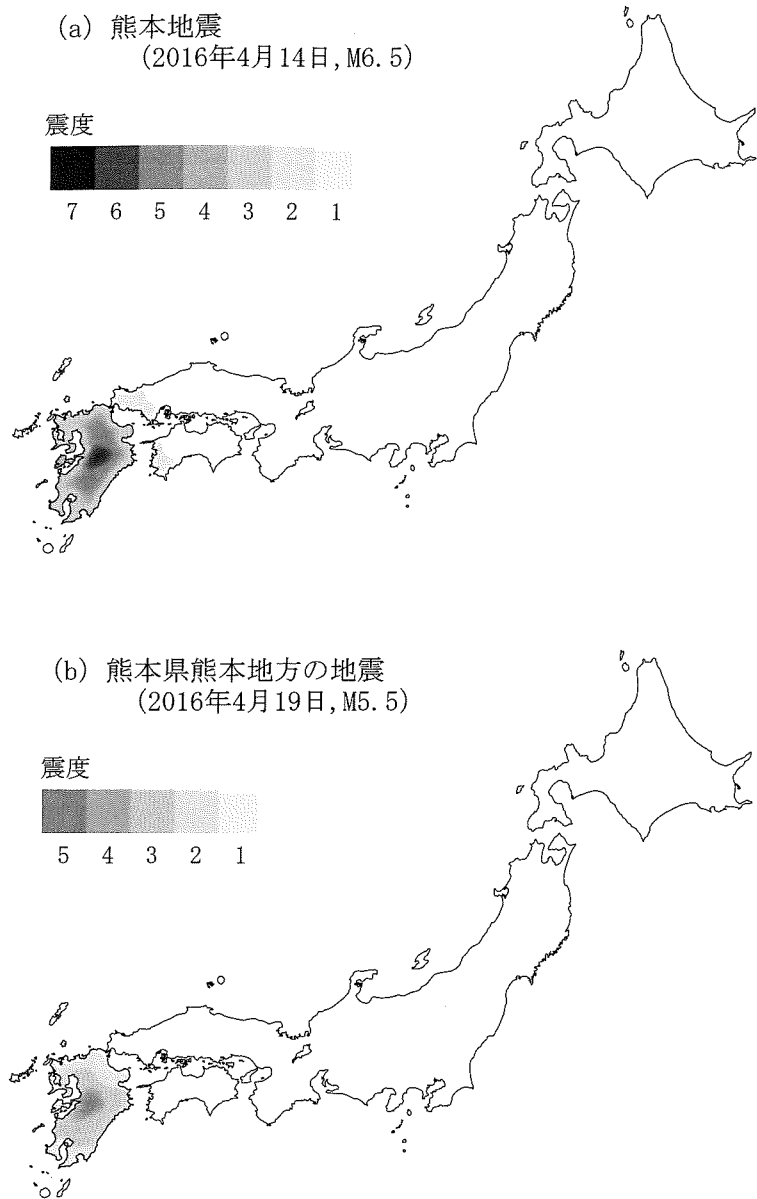 (a) 熊本地震
(2016年4月14日,M6.5)
震度
7 6 5 4 3 2 1
(b) 熊本県熊本地方の地震
(2016年4月19日,M5.5)
震度
5 4 3 2 1